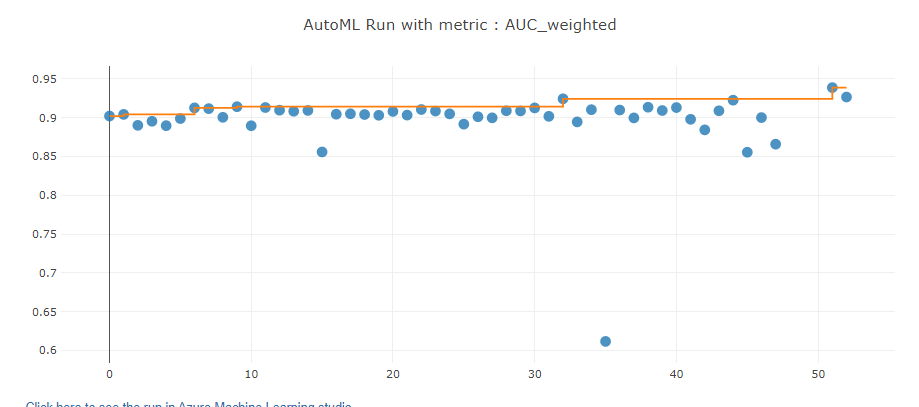 AutoML Run with metric : AUC_weighted
0.95
0.9
0.85
0.8
0.75
0.7
0.65
0.6
0 10 20 30 40 50
Click here to see the run in Azure Machine Learning studio